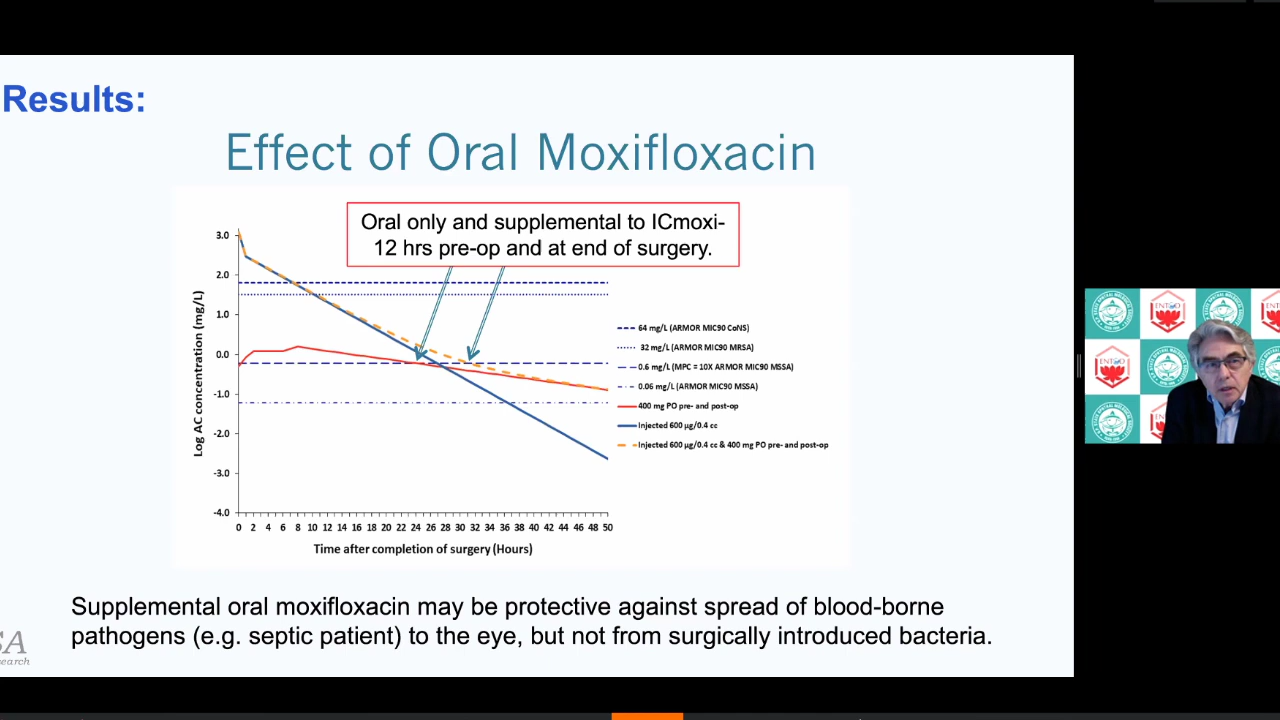 Results:
Effect of Oral Moxifloxacin
Oral only and supplemental to ICmoxi-
12 hrs pre-op and at end of surgery.
3.0
2.0
1.0
0.0
-1.0
-2.0
-3.0
-4.0
Log AC concentration (mg/L)
0 2 4 6 8 10 12 14 16 18 20 22 24 26 28 30 32 34 36 38 40 42 44 46 48 50
Time after completion of surgery (Hours)
64 mg/L (ARMOR MIC90 CoNS)
32 mg/L (ARMOR MIC90 MRSA)
0.6 mg/L (MPC = 10X ARMOR MIC90 MSSA)
0.06 mg/L (ARMOR MIC90 MSSA)
400 mg PO pre- and post-op
Injected 600 µg/0.4 cc
Injected 600 µg/0.4 cc & 400 mg PO pre- and post-op
Supplemental oral moxifloxacin may be protective against spread of blood-borne
pathogens (e.g. septic patient) to the eye, but not from surgically introduced bacteria.
SA
search